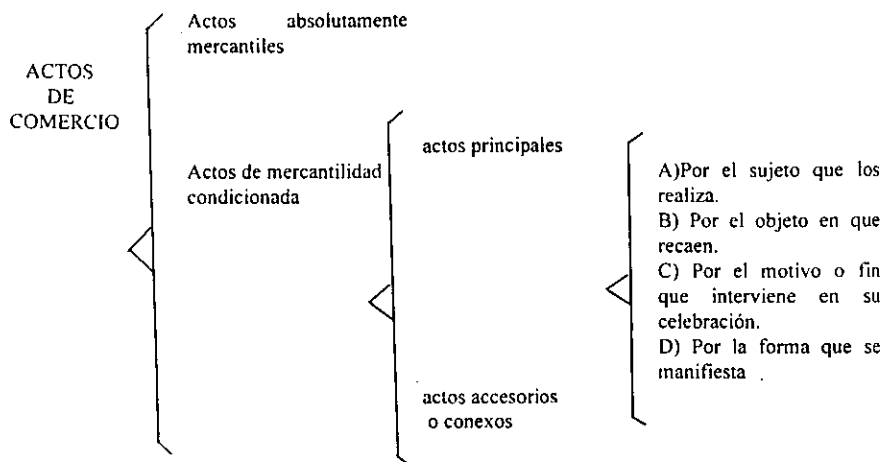 ACTOS
DE
COMERCIO
Actos absolutamente
mercantiles
Actos de mercantilidad
condicionada
actos principales
actos accesorios
o conexos
A)Por el sujeto que los
realiza.
B) Por el objeto en que
recaen.
C) Por el motivo o fin
que interviene en su
celebración.
D) Por la forma que se
manifiesta .